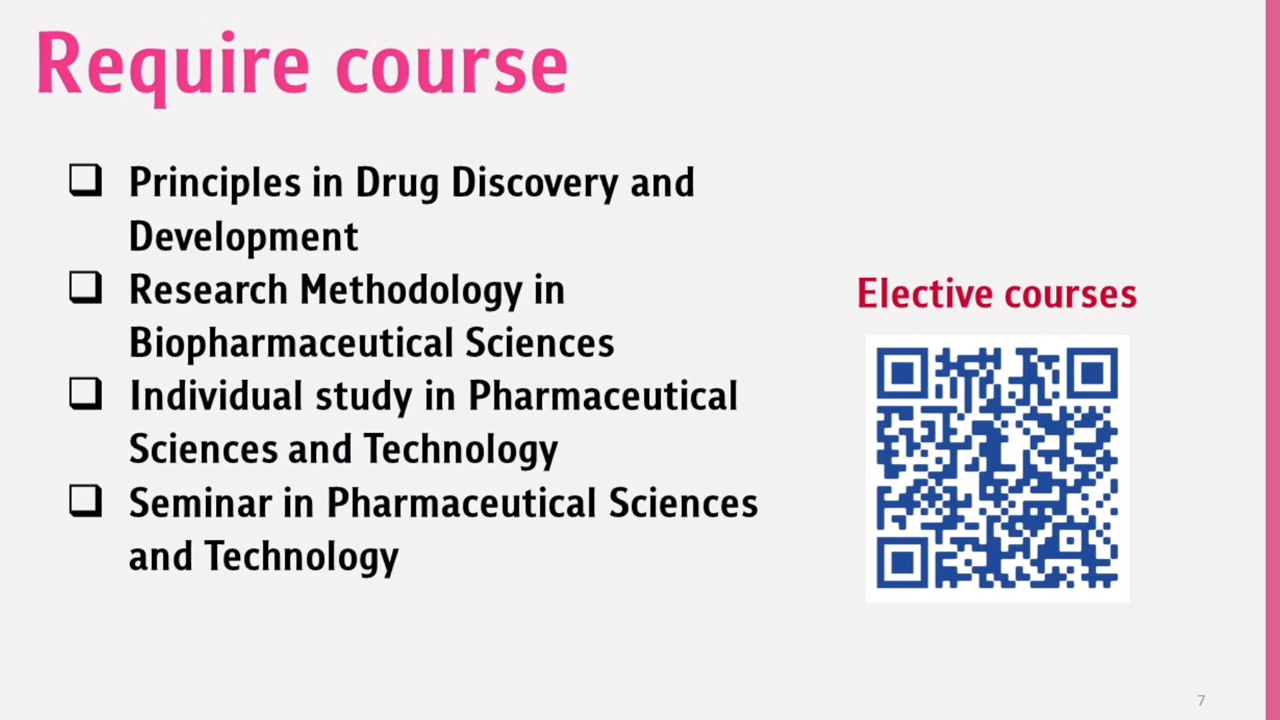 Require course
❑ Principles in Drug Discovery and
Development
❑ Research Methodology in
Biopharmaceutical Sciences
❑ Individual study in Pharmaceutical
Sciences and Technology
❑ Seminar in Pharmaceutical Sciences
and Technology
Elective courses
7